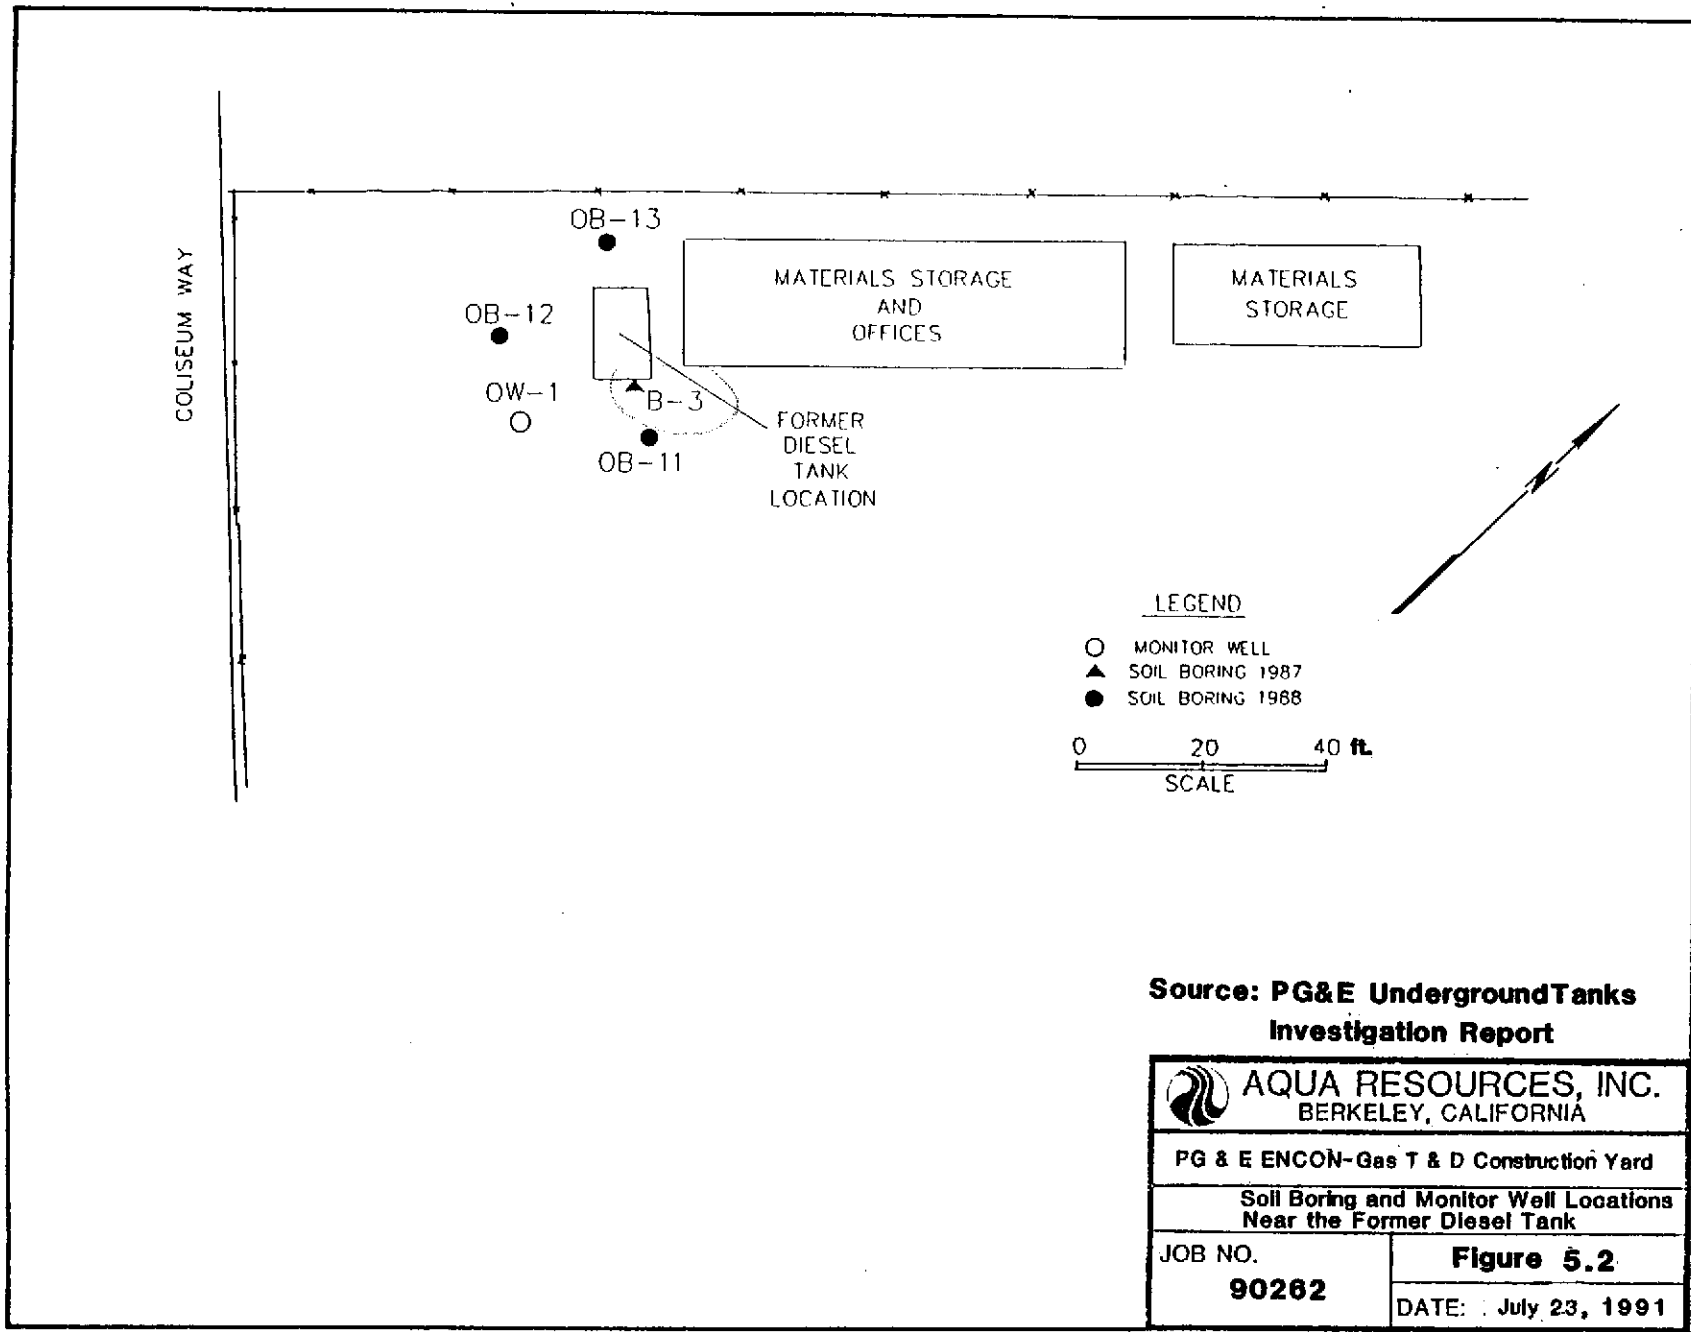 COLISEUM WAY
OB-13
OB-12
OW-1
B-3
OB-11
MATERIALS STORAGE
AND
OFFICES
MATERIALS
STORAGE
FORMER
DIESEL
TANK
LOCATION
N
LEGEND
MONITOR WELL
SOIL BORING 1987
SOIL BORING 1988
0 20 40 ft.
SCALE
Source: PG&E UndergroundTanks
Investigation Report
AQUA RESOURCES, INC.
BERKELEY, CALIFORNIA
PG & E ENCON-Gas T & D Construction Yard
Soil Boring and Monitor Well Locations
Near the Former Diesel Tank
JOB NO.
90262
Figure 5.2
DATE: July 23, 1991